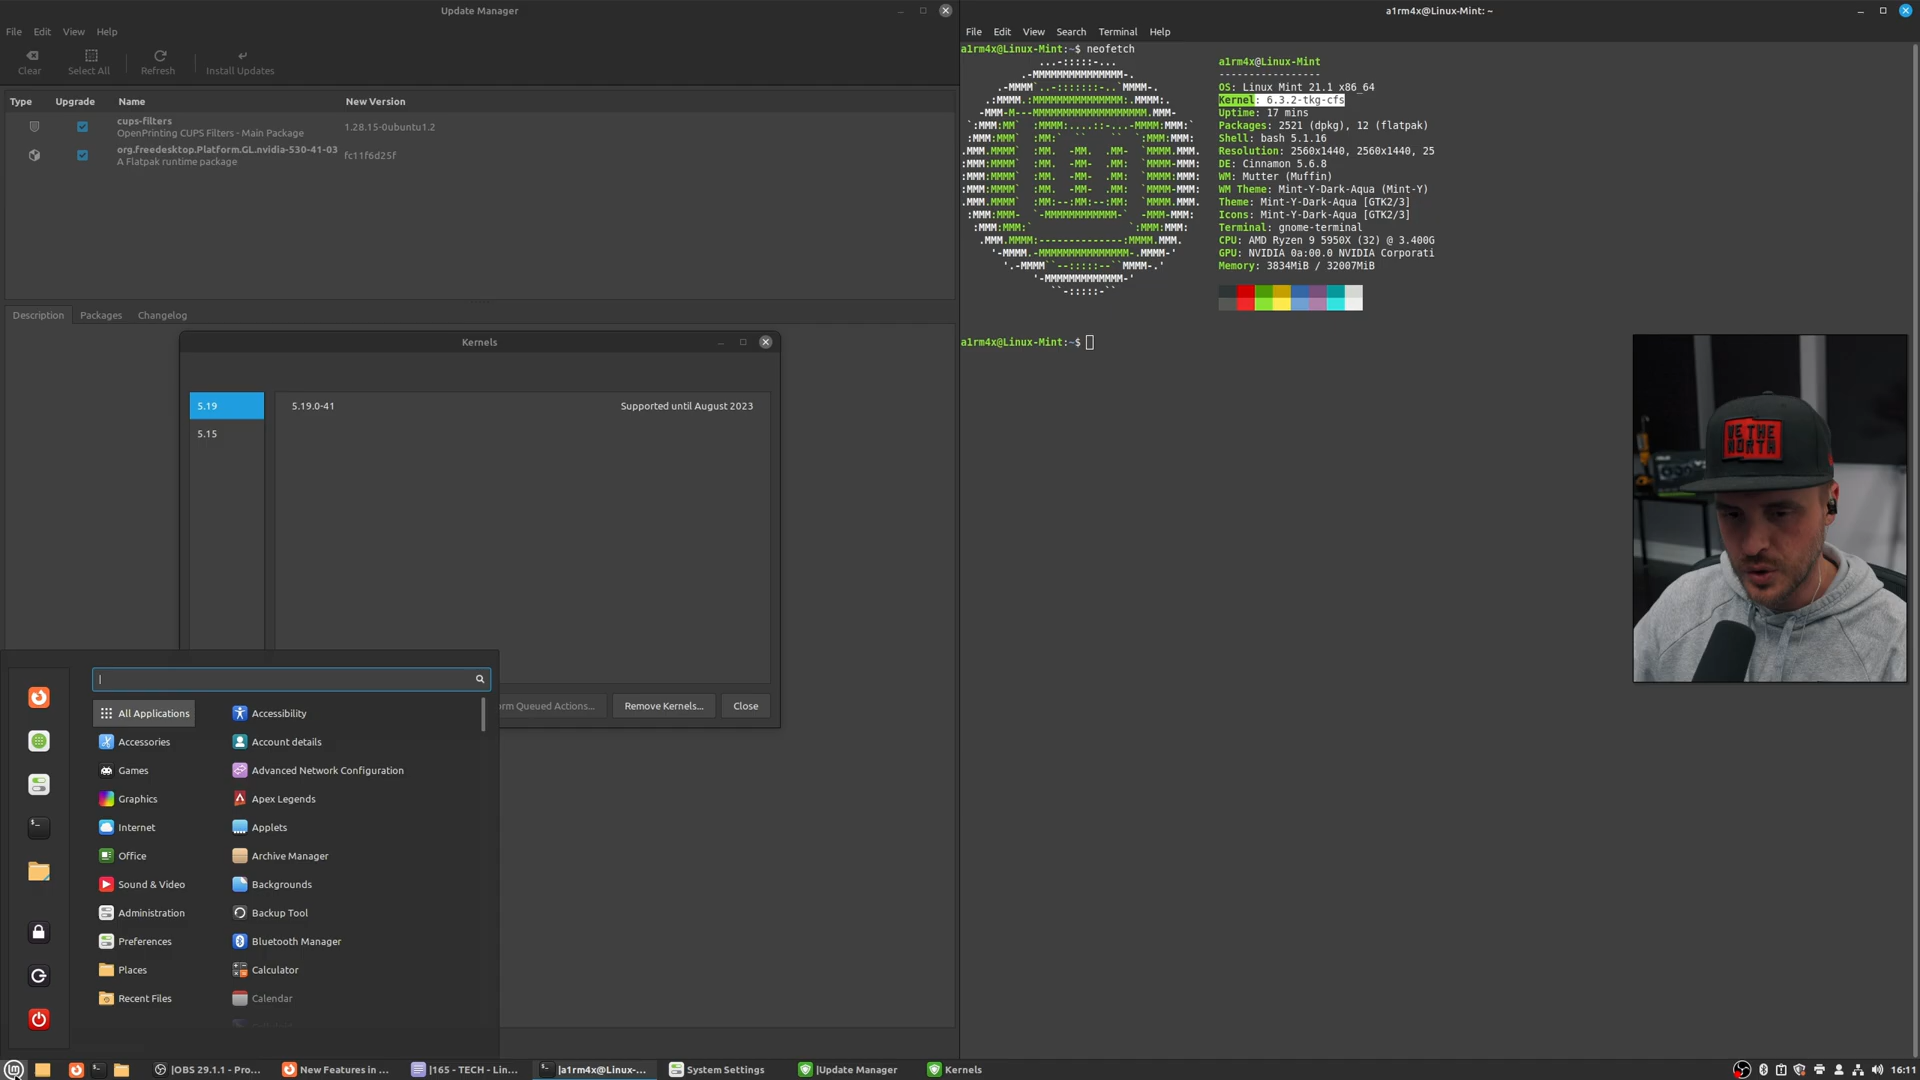 Update Manager
File Edit View Help
Clear Select All Refresh Install Updates
Type Upgrade Name New Version
cups-filters
OpenPrinting CUPS Filters - Main Package
1.28.15-0ubuntu1.2
org.freedesktop.Platform.GL.nvidia-530-41-03
A Flatpak runtime package
fc11f6d25f
Description Packages Changelog
Kernels
5.19
5.15
5.19.0-41 Supported until August 2023
rm Queued Actions... Remove Kernels... Close
All Applications
Accessories
Games
Graphics
Internet
Office
Sound & Video
Administration
Preferences
Places
Recent Files
Accessibility
Account details
Advanced Network Configuration
Apex Legends
Applets
Archive Manager
Backgrounds
Backup Tool
Bluetooth Manager
Calculator
Calendar
a1rm4x@Linux-Mint: ~
File Edit View Search Terminal Help
a1rm4x@Linux-Mint:~$ neofetch
a1rm4x@Linux-Mint
-----------------
OS: Linux Mint 21.1 x86_64
Kernel: 6.3.2-tkg-cfs
Uptime: 17 mins
Packages: 2521 (dpkg), 12 (flatpak)
Shell: bash 5.1.16
Resolution: 2560x1440, 2560x1440, 25
DE: Cinnamon 5.6.8
WM: Mutter (Muffin)
WM Theme: Mint-Y-Dark-Aqua (Mint-Y)
Theme: Mint-Y-Dark-Aqua [GTK2/3]
Icons: Mint-Y-Dark-Aqua [GTK2/3]
Terminal: gnome-terminal
CPU: AMD Ryzen 9 5950X (32) @ 3.400G
GPU: NVIDIA 0a:00.0 NVIDIA Corporati
Memory: 3834MiB / 32007MiB
a1rm4x@Linux-Mint:~$
WE THE
NORTH
|OBS 29.1.1 - Pro... New Features in ... |165 - TECH - Lin... |a1rm4x@Linux-... System Settings |Update Manager Kernels 16:11